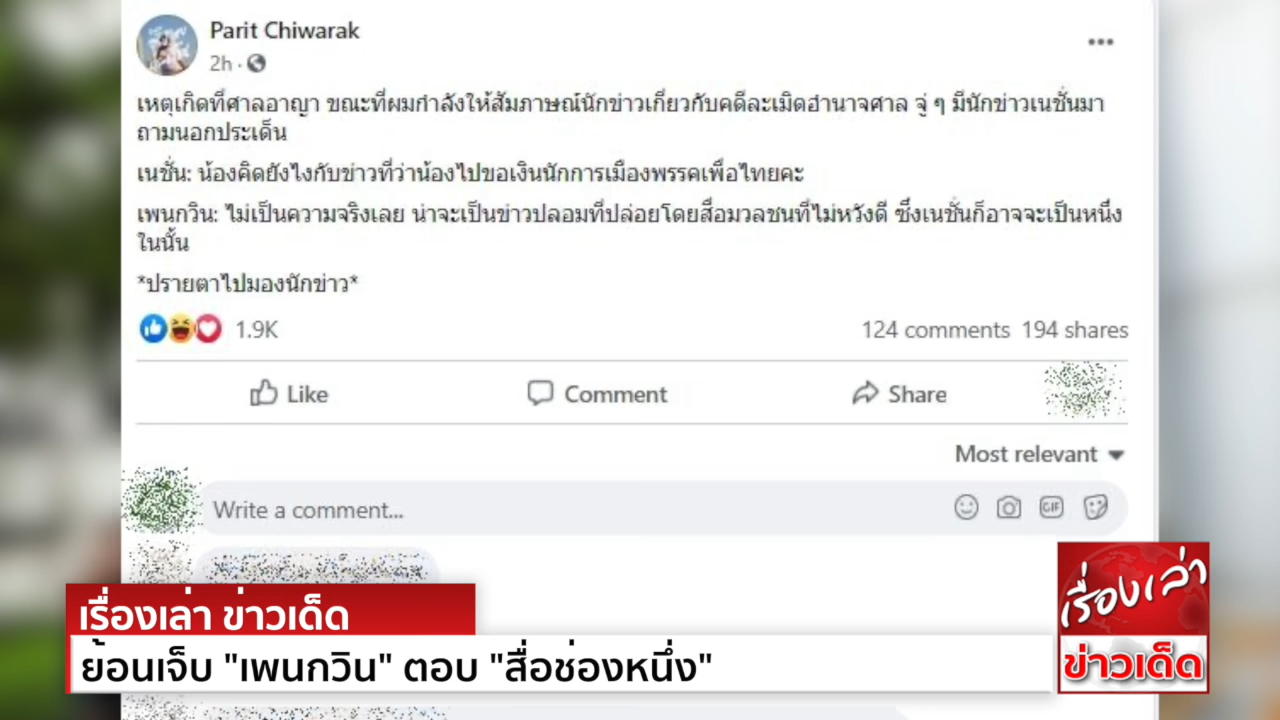 Parit Chiwarak
2h ·
เหตุเกิดที่ศาลอาญา ขณะที่ผมกำลังให้สัมภาษณ์นักข่าวเกี่ยวกับคดีละเมิดอำนาจศาล จู่ ๆ มีนักข่าวเนชั่นมา
ถามนอกประเด็น
เนชั่น: น้องคิดยังไงกับข่าวที่ว่าน้องไปขอเงินนักการเมืองพรรคเพื่อไทยคะ
เพนกวิน: ไม่เป็นความจริงเลย น่าจะเป็นข่าวปลอมที่ปล่อยโดยสื่อมวลชนที่ไม่หวังดี ซึ่งเนชั่นก็อาจจะเป็นหนึ่ง
ในนั้น
*ปรายตาไปมองนักข่าว*
1.9K 124 comments 194 shares
Like Comment Share
Most relevant
Write a comment...
GIF
เรื่องเล่า ข่าวเด็ด
ย้อนเจ็บ "เพนกวิน" ตอบ "สื่อช่องหนึ่ง"
เรื่องเล่า
ข่าวเด็ด